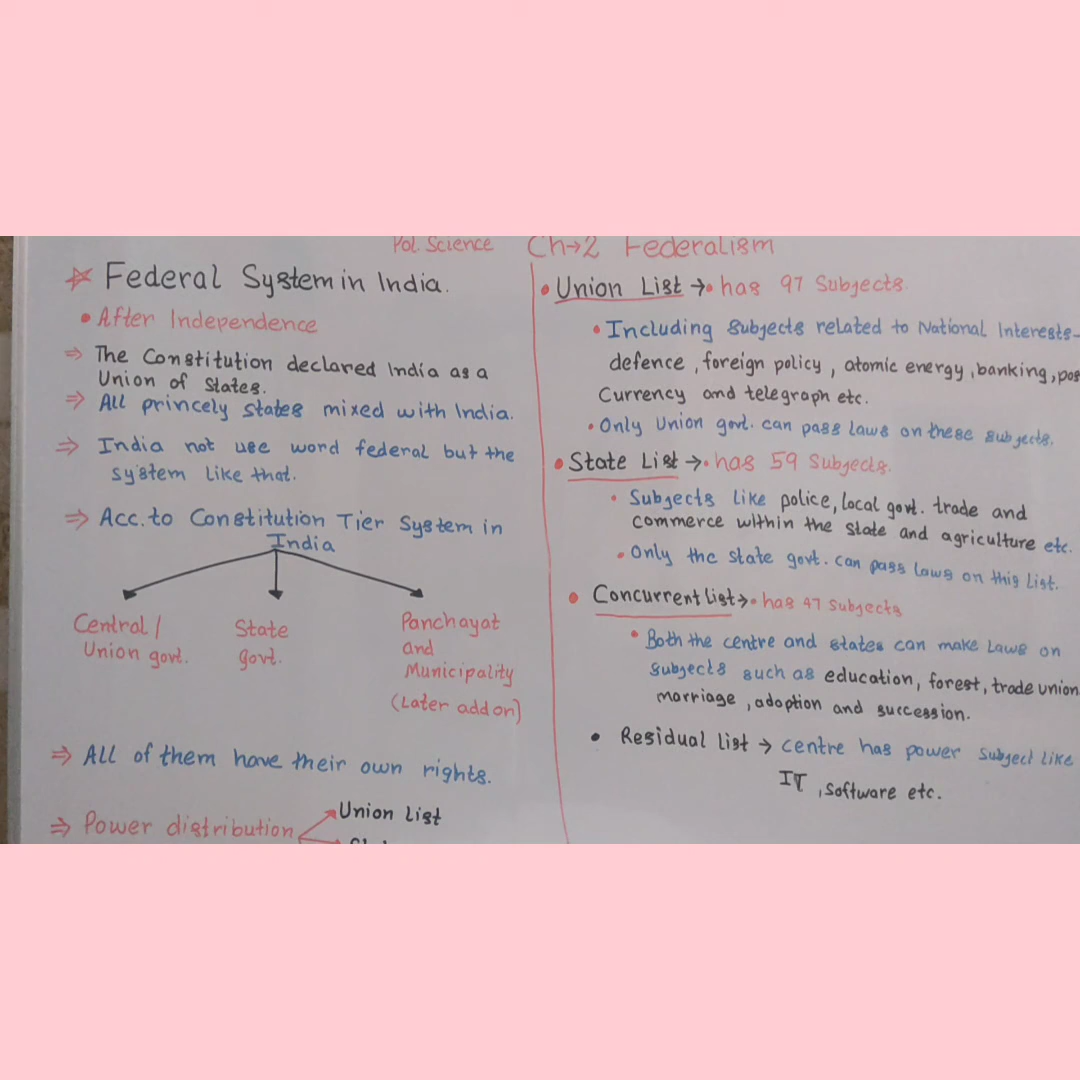 Pol. Science Ch→2 Federalism
☆ Federal System in India.
• After Independence
⇒ The Constitution declared India as a
Union of States.
⇒ All princely states mixed with India.
⇒ India not use word federal but the
system like that.
⇒ Acc. to Constitution Tier System in
India
Central / Union govt.
State govt.
Panchayat and Municipality (Later add on)
⇒ All of them have their own rights.
⇒ Power distribution
Union list
• Union List → • has 97 Subjects.
• Including subjects related to National Interests-
defence, foreign policy, atomic energy, banking, pos
Currency and telegraph etc.
• Only Union govt. can pass laws on these subjects.
• State List → • has 59 Subjects.
• Subjects like police, local govt. trade and
commerce within the state and agriculture etc.
• Only the state govt. can pass laws on this list.
• Concurrent list → • has 47 subjects
• Both the centre and states can make laws on
subjects such as education, forest, trade union
marriage, adoption and succession.
• Residual list → centre has power subject like
IT, software etc.